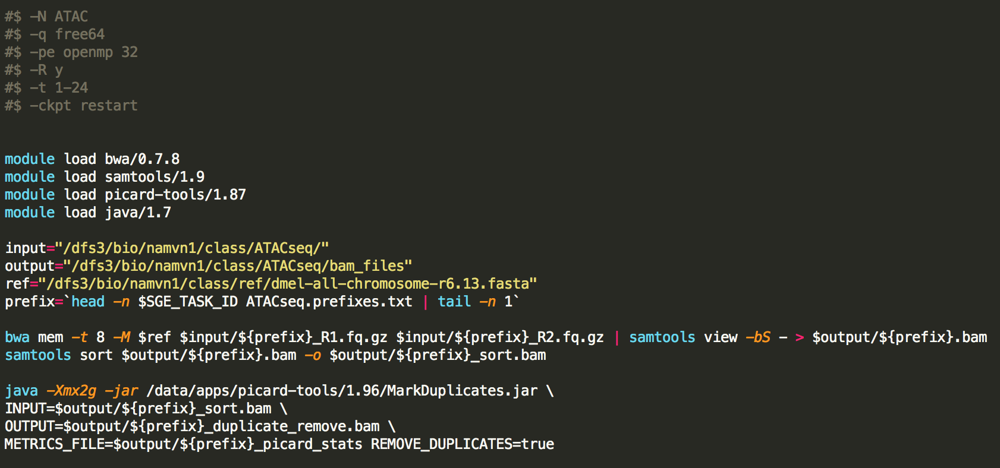 #$ -N ATAC
#$ -q free64
#$ -pe openmp 32
#$ -R y
#$ -t 1-24
#$ -ckpt restart
module load bwa/0.7.8
module load samtools/1.9
module load picard-tools/1.87
module load java/1.7
input="/dfs3/bio/namvn1/class/ATACseq/"
output="/dfs3/bio/namvn1/class/ATACseq/bam_files"
ref="/dfs3/bio/namvn1/class/ref/dmel-all-chromosome-r6.13.fasta"
prefix=`head -n $SGE_TASK_ID ATACseq.prefixes.txt | tail -n 1`
bwa mem -t 8 -M $ref $input/${prefix}_R1.fq.gz $input/${prefix}_R2.fq.gz | samtools view -bS - > $output/${prefix}.bam
samtools sort $output/${prefix}.bam -o $output/${prefix}_sort.bam
java -Xmx2g -jar /data/apps/picard-tools/1.96/MarkDuplicates.jar \
INPUT=$output/${prefix}_sort.bam \
OUTPUT=$output/${prefix}_duplicate_remove.bam \
METRICS_FILE=$output/${prefix}_picard_stats REMOVE_DUPLICATES=true